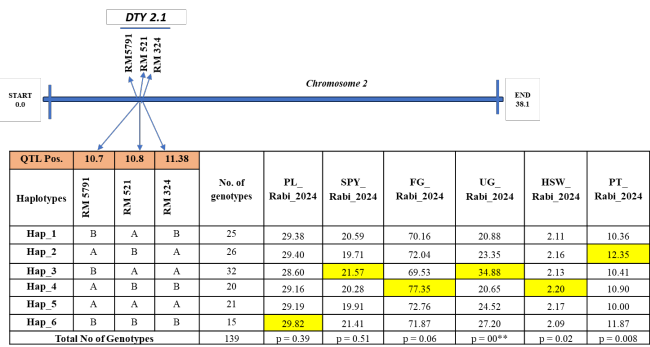 DTY 2.1
RM5791 RM 521 RM 324
Chromosome 2
START
0.0
END
38.1
QTL Pos. 10.7 10.8 11.38
Haplotypes RM 5791 RM 521 RM 324 No. of genotypes PL_ Rabi_2024 SPY_ Rabi_2024 FG_ Rabi_2024 UG_ Rabi_2024 HSW_ Rabi_2024 PT_ Rabi_2024
Hap_1 B A B 25 29.38 20.59 70.16 20.88 2.11 10.36
Hap_2 A B A 26 29.40 19.71 72.04 23.35 2.16 12.35
Hap_3 B A A 32 28.60 21.57 69.53 34.88 2.13 10.41
Hap_4 A B B 20 29.16 20.28 77.35 20.65 2.20 10.90
Hap_5 A A A 21 29.19 19.91 72.76 24.52 2.17 10.00
Hap_6 B B B 15 29.82 21.41 71.87 27.20 2.09 11.87
Total No of Genotypes 139 p = 0.39 p = 0.51 p = 0.06 p = 00** p = 0.02 p = 0.008